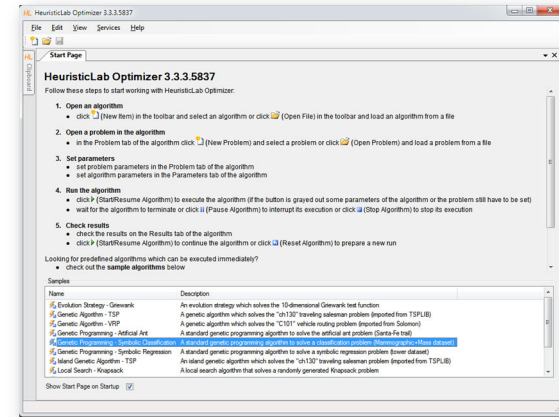 HeuristicLab Optimizer 3.3.3.5837
File Edit View Services Help
Start Page
Clipboard
HeuristicLab Optimizer 3.3.3.5837
Follow these steps to start working with HeuristicLab Optimizer:
1. Open an algorithm
click (New Item) in the toolbar and select an algorithm or click (Open File) in the toolbar and load an algorithm from a file
2. Open a problem in the algorithm
in the Problem tab of the algorithm click (New Problem) and select a problem or click (Open Problem) and load a problem from a file
3. Set parameters
set problem parameters in the Problem tab of the algorithm
set algorithm parameters in the Parameters tab of the algorithm
4. Run the algorithm
click (Start/Resume Algorithm) to execute the algorithm (if the button is grayed out some parameters of the algorithm or the problem still have to be set)
wait for the algorithm to terminate or click (Pause Algorithm) to interrupt its execution or click (Stop Algorithm) to stop its execution
5. Check results
check the results on the Results tab of the algorithm
click (Start/Resume Algorithm) to continue the algorithm or click (Reset Algorithm) to prepare a new run
Looking for predefined algorithms which can be executed immediately?
check out the sample algorithms below
Samples
Name Description
Evolution Strategy - Griewank An evolution strategy which solves the 10-dimensional Griewank test function
Genetic Algorithm - TSP A genetic algorithm which solves the "ch130" traveling salesman problem (imported from TSPLIB)
Genetic Algorithm - VRP A genetic algorithm which solves the "C101" vehicle routing problem (imported from Solomon)
Genetic Programming - Artificial Ant A standard genetic programming algorithm to solve the artificial ant problem (Santa-Fe trail)
Genetic Programming - Symbolic Classification A standard genetic programming algorithm to solve a classification problem (Mammographic+Mass dataset)
Genetic Programming - Symbolic Regression A standard genetic programming algorithm to solve a symbolic regression problem (tower dataset)
Island Genetic Algorithm - TSP An island genetic algorithm which solves the "ch130" traveling salesman problem (imported from TSPLIB)
Local Search - Knapsack A local search algorithm that solves a randomly generated Knapsack problem
Show Start Page on Startup